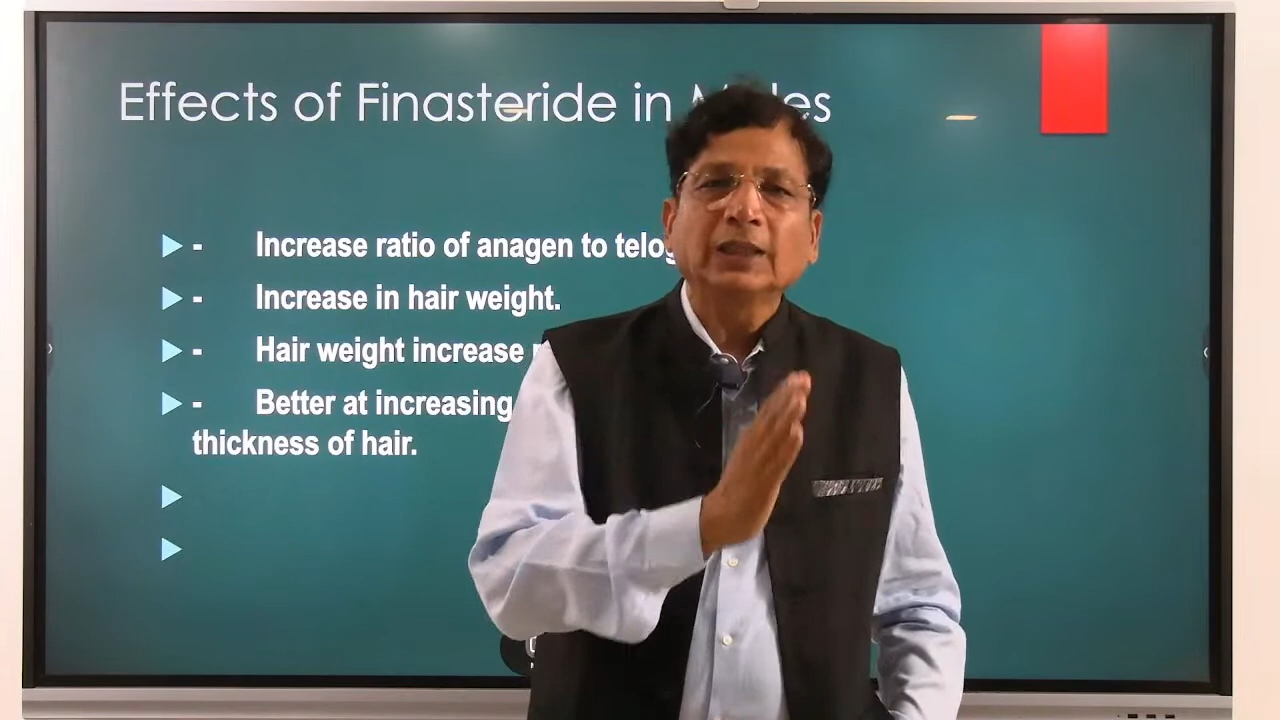 Effects of Finasteride in
- Increase ratio of anagen to
- Increase in hair weight.
- Hair weight increase
- Better at increasing
thickness of hair.